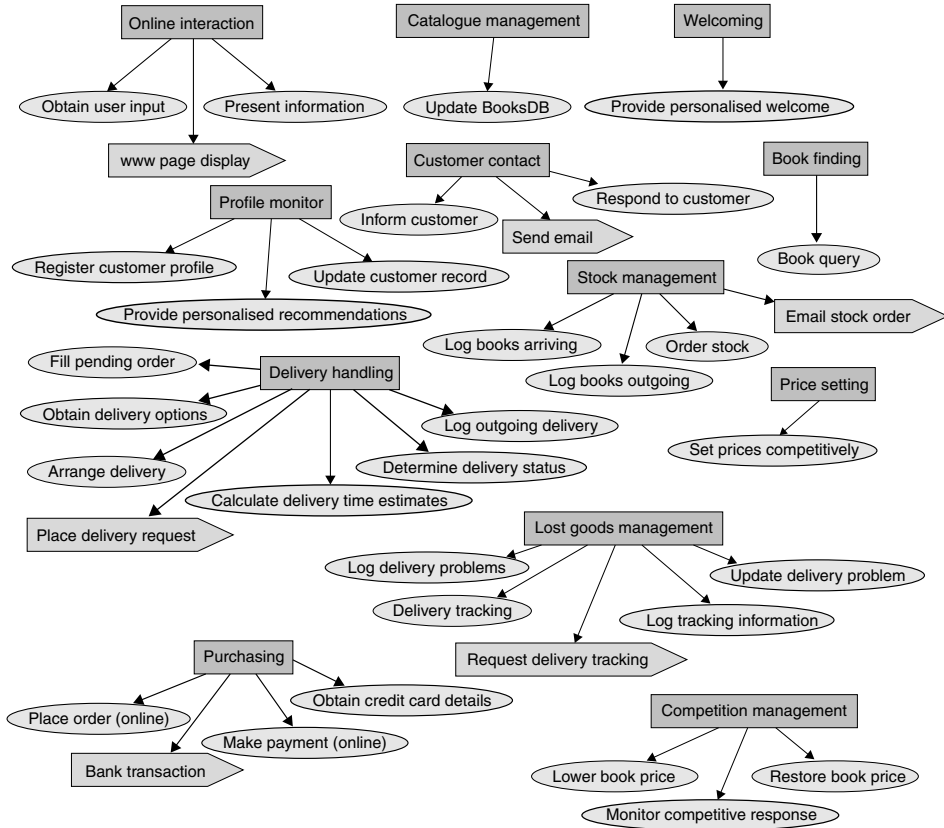 Online interaction
Catalogue management
Welcoming
Obtain user input
Present information
Update BooksDB
Provide personalised welcome
www page display
Customer contact
Book finding
Respond to customer
Profile monitor
Inform customer
Send email
Register customer profile
Update customer record
Book query
Stock management
Provide personalised recommendations
Email stock order
Log books arriving
Order stock
Fill pending order
Delivery handling
Log books outgoing
Price setting
Obtain delivery options
Log outgoing delivery
Set prices competitively
Arrange delivery
Determine delivery status
Calculate delivery time estimates
Place delivery request
Lost goods management
Log delivery problems
Update delivery problem
Delivery tracking
Log tracking information
Purchasing
Request delivery tracking
Obtain credit card details
Place order (online)
Competition management
Make payment (online)
Bank transaction
Lower book price
Restore book price
Monitor competitive response